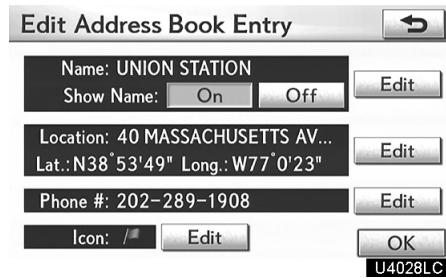 Edit Address Book Entry
Name: UNION STATION
Show Name: On Off
Edit
Location: 40 MASSACHUSETTS AV...
Lat.: N38°53'49" Long.: W77°0'23"
Edit
Phone #: 202-289-1908
Edit
Icon: Edit
OK
U4028LC